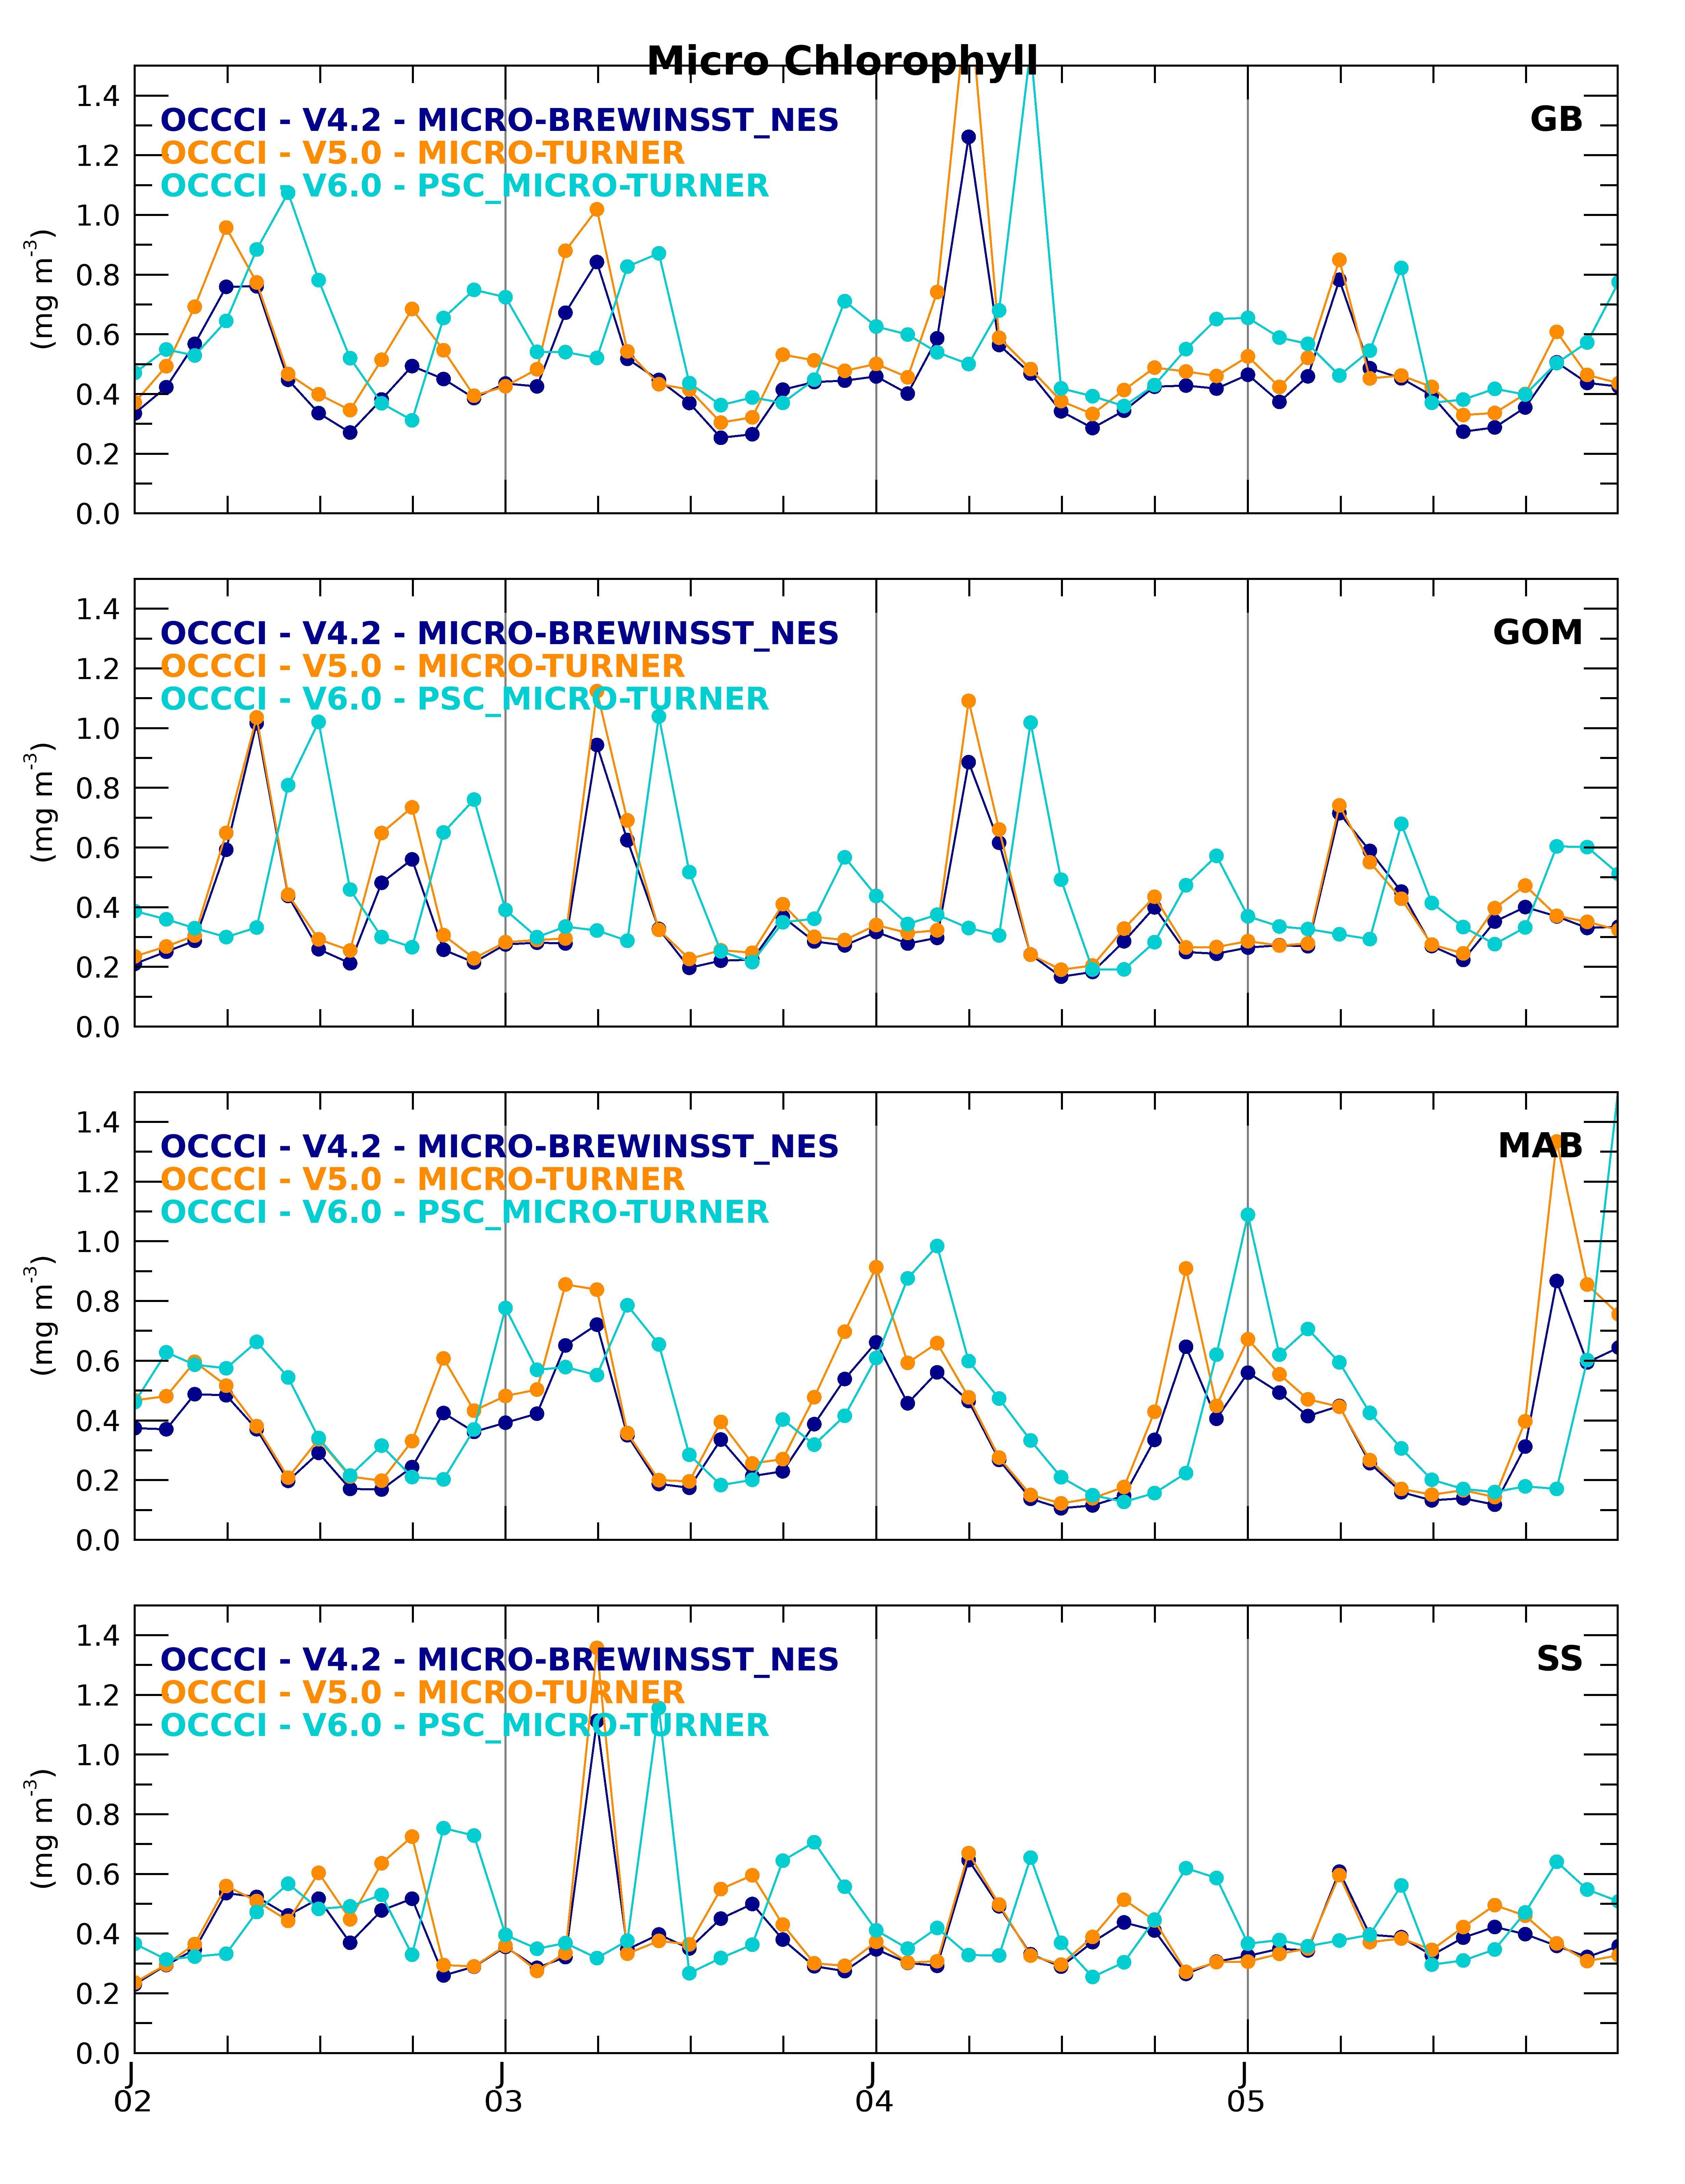 Micro Chlorophyll
1.4
1.2
1.0
0.8
0.6
0.4
0.2
0.0
(mg m-3)
OCCCI - V4.2 - MICRO-BREWINSST_NES
OCCCI - V5.0 - MICRO-TURNER
OCCCI - V6.0 - PSC_MICRO-TURNER
GB
1.4
1.2
1.0
0.8
0.6
0.4
0.2
0.0
(mg m-3)
OCCCI - V4.2 - MICRO-BREWINSST_NES
OCCCI - V5.0 - MICRO-TURNER
OCCCI - V6.0 - PSC_MICRO-TURNER
GOM
1.4
1.2
1.0
0.8
0.6
0.4
0.2
0.0
(mg m-3)
OCCCI - V4.2 - MICRO-BREWINSST_NES
OCCCI - V5.0 - MICRO-TURNER
OCCCI - V6.0 - PSC_MICRO-TURNER
MAB
1.4
1.2
1.0
0.8
0.6
0.4
0.2
0.0
(mg m-3)
OCCCI - V4.2 - MICRO-BREWINSST_NES
OCCCI - V5.0 - MICRO-TURNER
OCCCI - V6.0 - PSC_MICRO-TURNER
SS
J J J J
02 03 04 05